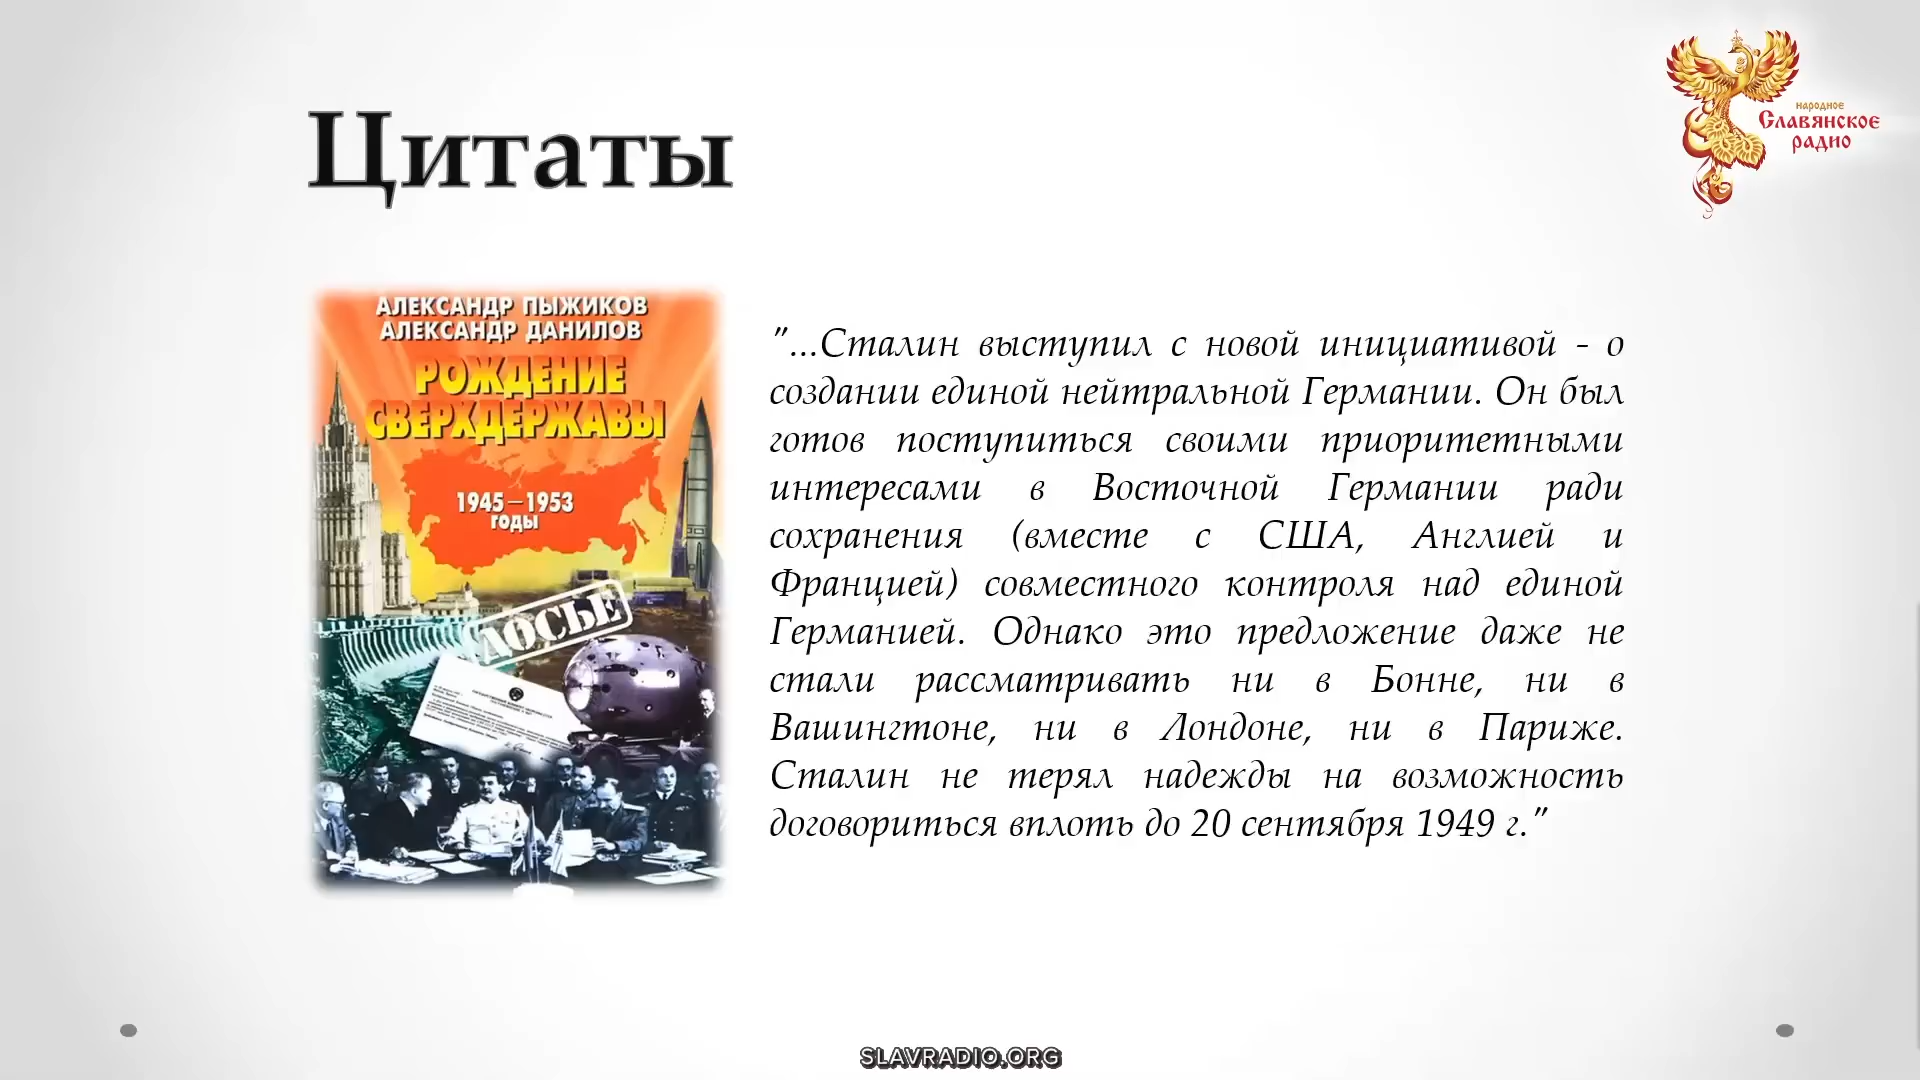 народное
Славянское
радио
Цитаты
АЛЕКСАНДР ПЫЖИКОВ
АЛЕКСАНДР ДАНИЛОВ
РОЖДЕНИЕ
СВЕРХДЕРЖАВЫ
1945–1953
годы
ДОСЬЕ
"...Сталин выступил с новой инициативой - о
создании единой нейтральной Германии. Он был
готов поступиться своими приоритетными
интересами в Восточной Германии ради
сохранения (вместе с США, Англией и
Францией) совместного контроля над единой
Германией. Однако это предложение даже не
стали рассматривать ни в Бонне, ни в
Вашингтоне, ни в Лондоне, ни в Париже.
Сталин не терял надежды на возможность
договориться вплоть до 20 сентября 1949 г."
SLAVRADIO.ORG